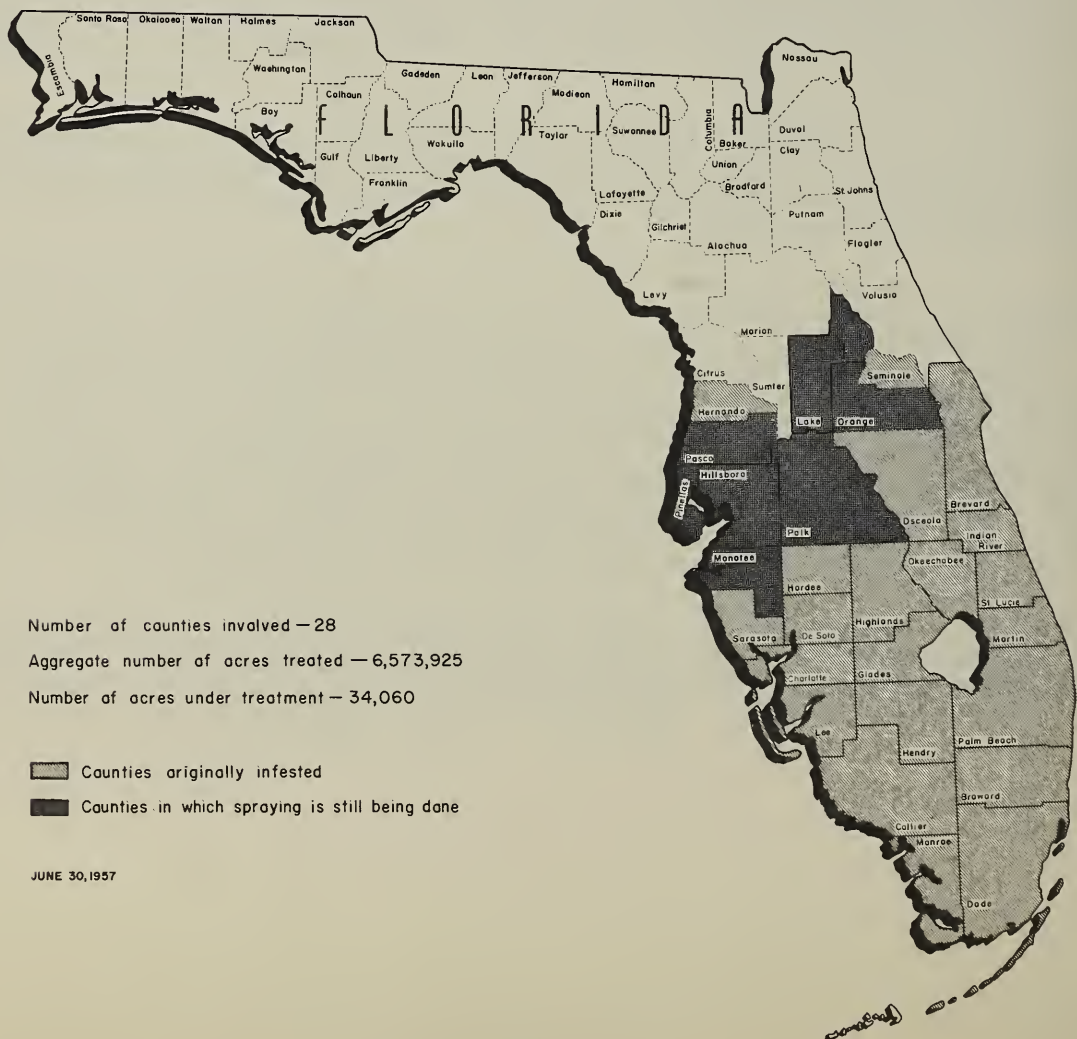 Santa Rosa Okaloosa Walton Holmes Jackson
Nassau
Escambia
Washington
Gadsden Leon Jefferson Hamilton
Madison
Calhoun
Bay
FLORIDA
Columbia
Duval
Taylor Suwannee
Baker
Wakulla
Clay
Gulf Liberty
Union
Franklin
Bradford
Lafayette
St Johns
Dixie
Putnam
Gilchrist
Alachua
Flagler
Levy
Volusia
Marion
Citrus
Sumter
Seminole
Hernando
Lake Orange
Pasco
Hillsboro
Pinellas
Brevard
Polk
Osceola
Indian
River
Manatee
Okeechobee
Hardee
St Lucie
Highlands
Sarasota
De Soto
Martin
Charlotte
Glades
Lee
Hendry
Palm Beach
Broward
Collier
Monroe
Dade
Number of counties involved — 28
Aggregate number of acres treated — 6,573,925
Number of acres under treatment — 34,060
Counties originally infested
Counties in which spraying is still being done
JUNE 30, 1957